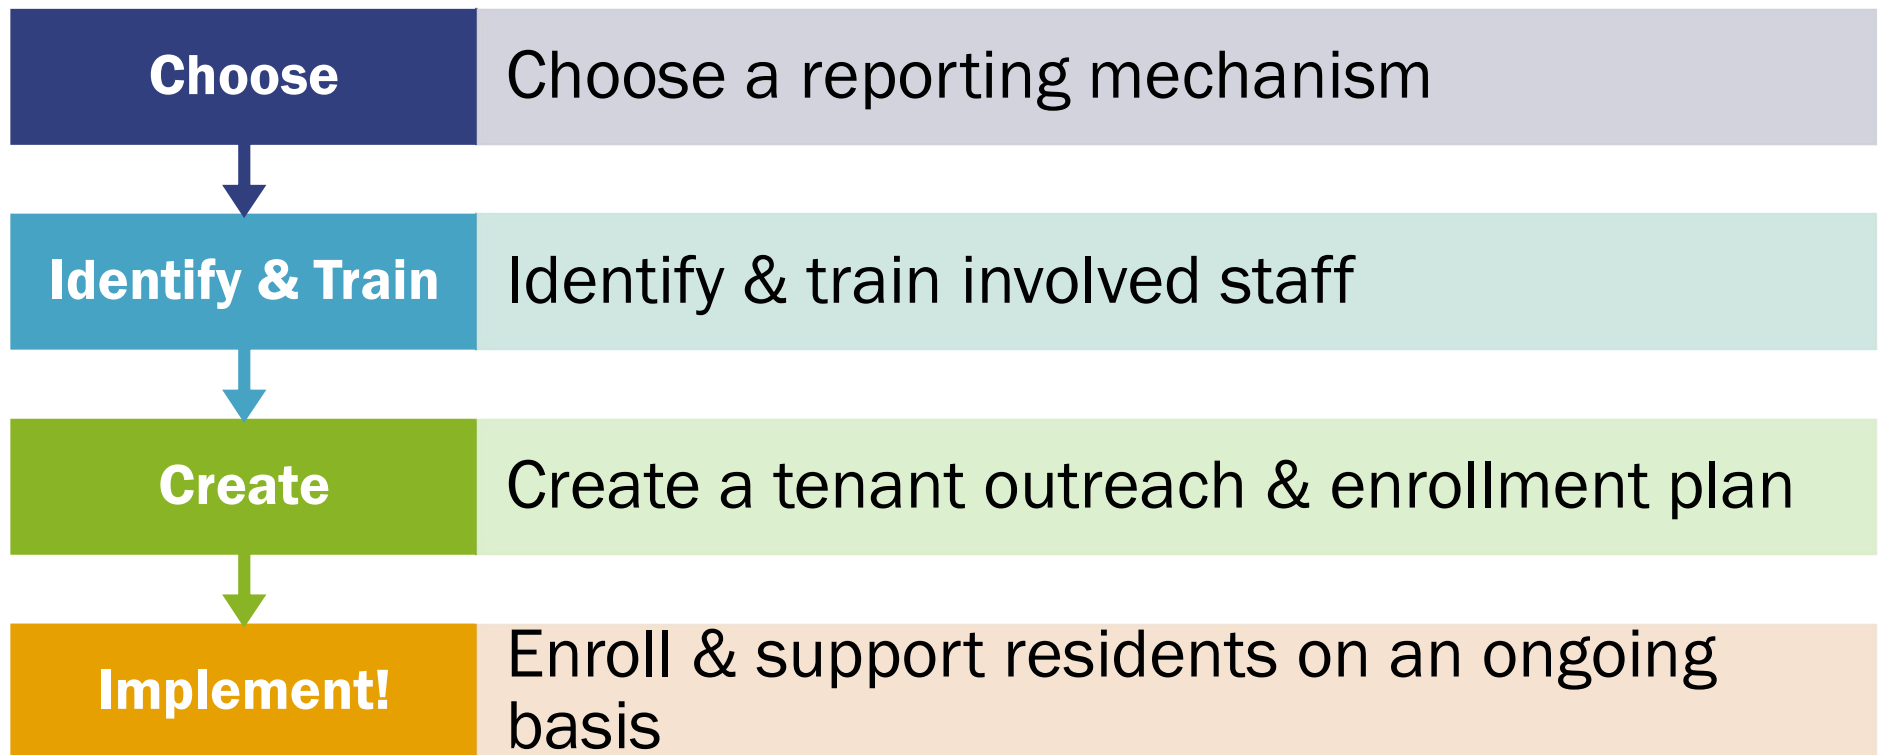 Choose
Choose a reporting mechanism
Identify & Train
Identify & train involved staff
Create
Create a tenant outreach & enrollment plan
Implement!
Enroll & support residents on an ongoing
basis